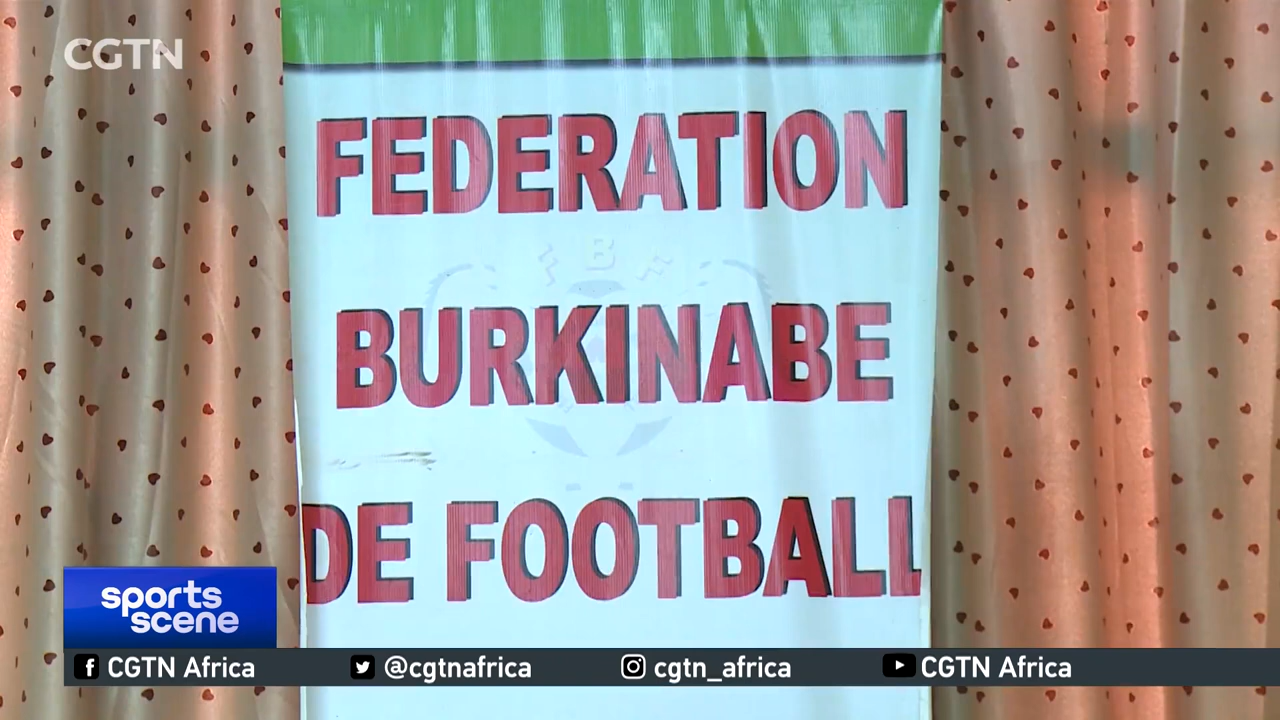 CGTN
FEDERATION
B
BURKINABE
DE FOOTBALL
sports
scene
CGTN Africa @cgtnafrica cgtn_africa CGTN Africa